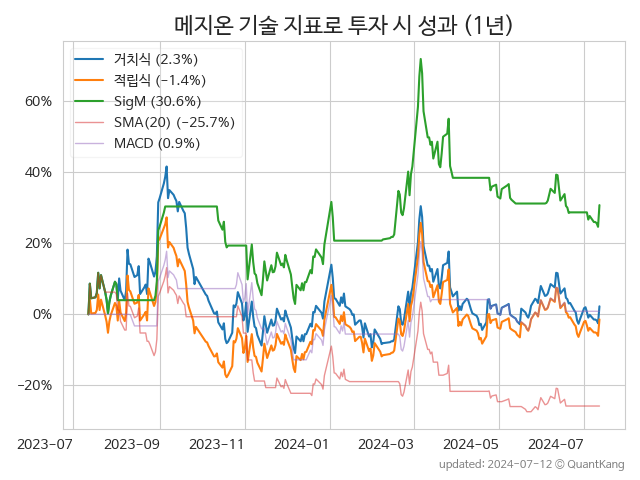 메지온 기술 지표로 투자 시 성과 (1년)
거치식 (2.3%)
적립식 (−1.4%)
SigM (30.6%)
SMA(20) (−25.7%)
MACD (0.9%)
60%
40%
20%
0%
−20%
2023-07 2023-09 2023-11 2024-01 2024-03 2024-05 2024-07
updated: 2024-07-12 © QuantKang